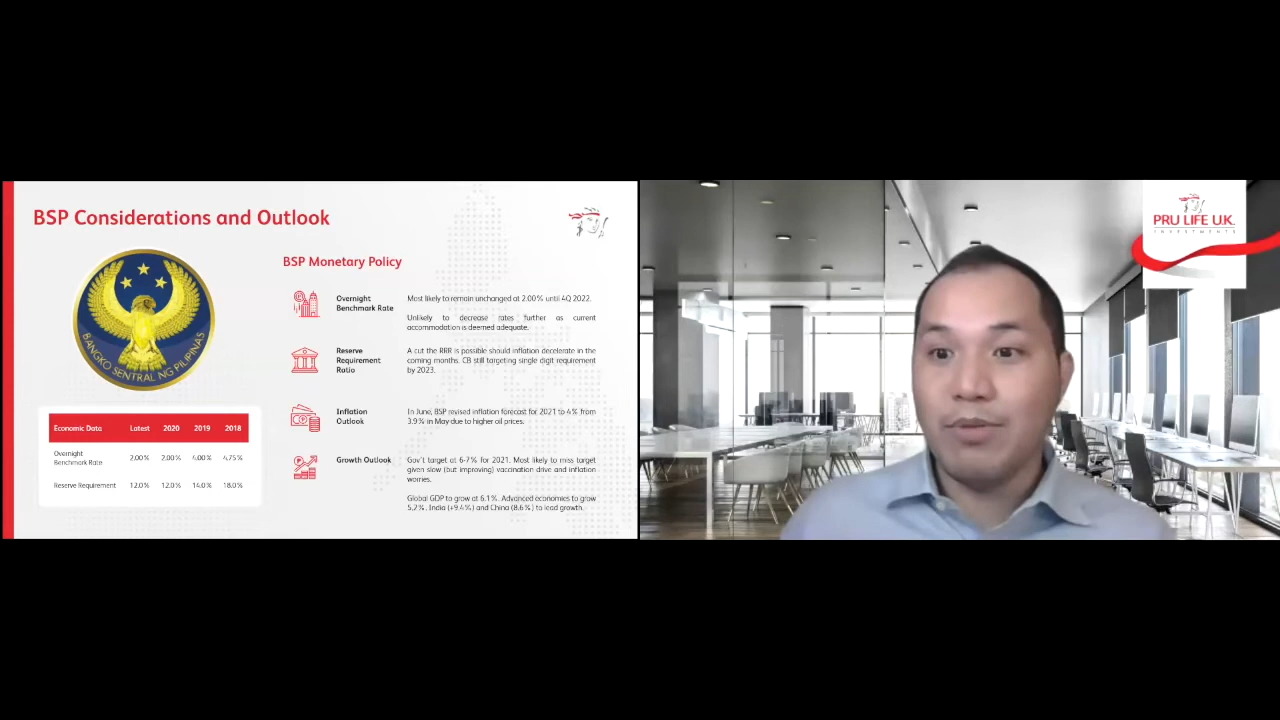 BSP Considerations and Outlook
BANGKO SENTRAL NG PILIPINAS
Economic Data Latest 2020 2019 2018
Overnight
Benchmark Rate 2.00% 2.00% 4.00% 4.75%
Reserve Requirement 12.0% 12.0% 14.0% 18.0%
BSP Monetary Policy
Overnight
Benchmark Rate
Most likely to remain unchanged at 2.00% until 4Q 2022.
Unlikely to decrease rates further as current
accommodation is deemed adequate.
Reserve
Requirement
Ratio
A cut the RRR is possible should inflation decelerate in the
coming months. CB still targeting single digit requirement
by 2023.
Inflation
Outlook
In June, BSP revised inflation forecast for 2021 to 4% from
3.9% in May due to higher oil prices.
Growth Outlook
Gov't target at 6-7% for 2021. Most likely to miss target
given slow (but improving) vaccination drive and inflation
worries.
Global GDP to grow at 6.1%. Advanced economies to grow
5.2%. India (+9.4%) and China (8.6%) to lead growth.
PRU LIFE U.K.
INVESTMENTS